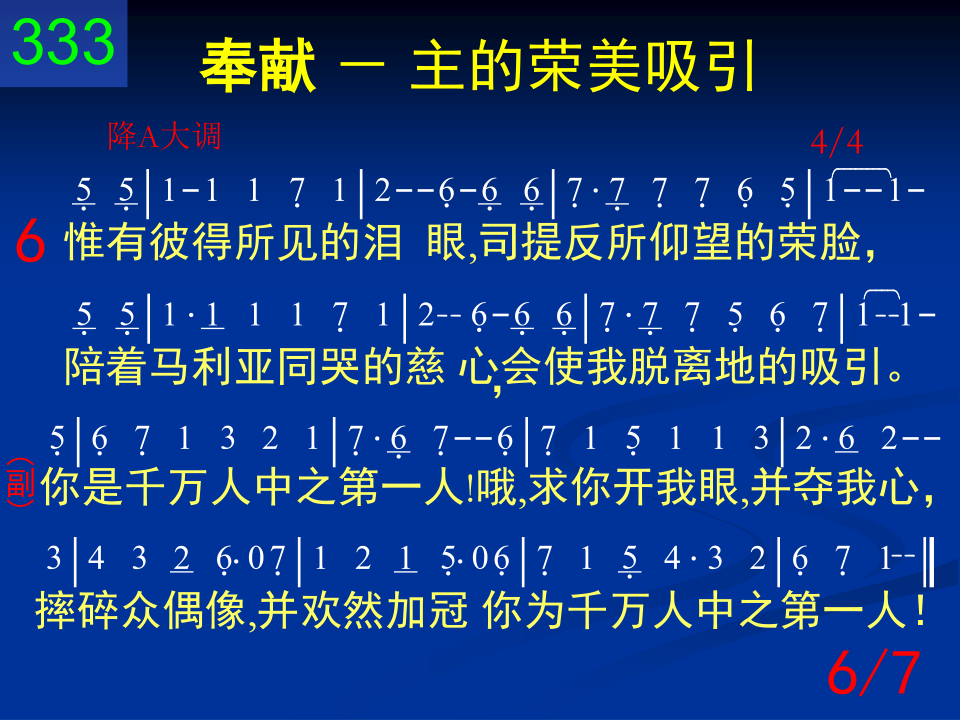 333
奉献 － 主的荣美吸引
降A大调
4/4
5̣ 5̣|1-1 1 7̣ 1|2--6̣-6̣ 6̣|7̣·7̣ 7̣ 7̣ 6̣ 5̣|1--1-
6
惟有彼得所见的泪 眼,司提反所仰望的荣脸，
5̣ 5̣|1·1 1 1 7̣ 1|2--6̣-6̣ 6̣|7̣·7̣ 7̣ 5̣ 6̣ 7̣|1--1-
陪着马利亚同哭的慈 心,会使我脱离地的吸引。
5̣|6̣ 7̣ 1 3 2 1|7̣·6̣ 7̣--6̣|7̣ 1 5̣ 1 1 3|2·6̣ 2--
（副）
你是千万人中之第一人!哦,求你开我眼,并夺我心，
3|4 3 2 6̣·0 7̣|1 2 1 5̣·0 6̣|7̣ 1 5̣ 4·3 2|6̣ 7̣ 1--‖
摔碎众偶像,并欢然加冠 你为千万人中之第一人！
6/7